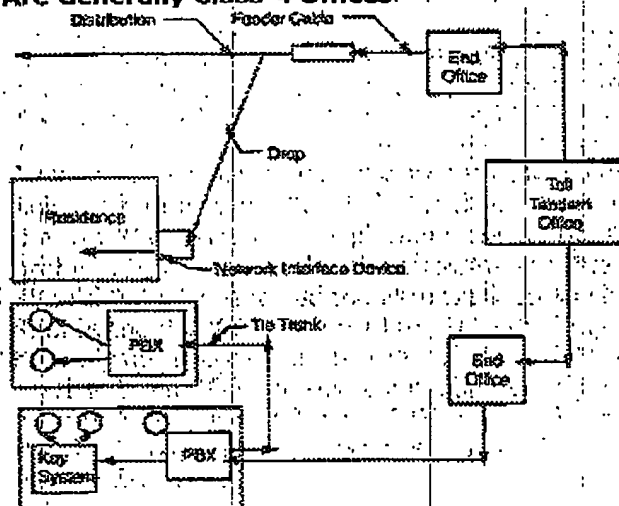 Are Generally Class 4 Offices.
Distribution
Feeder Cable
End
Office
Drop
Toll
Tandem
Office
Residence
Network Interface Device
Tie Trunk
PBX
End
Office
Key
System
PBX